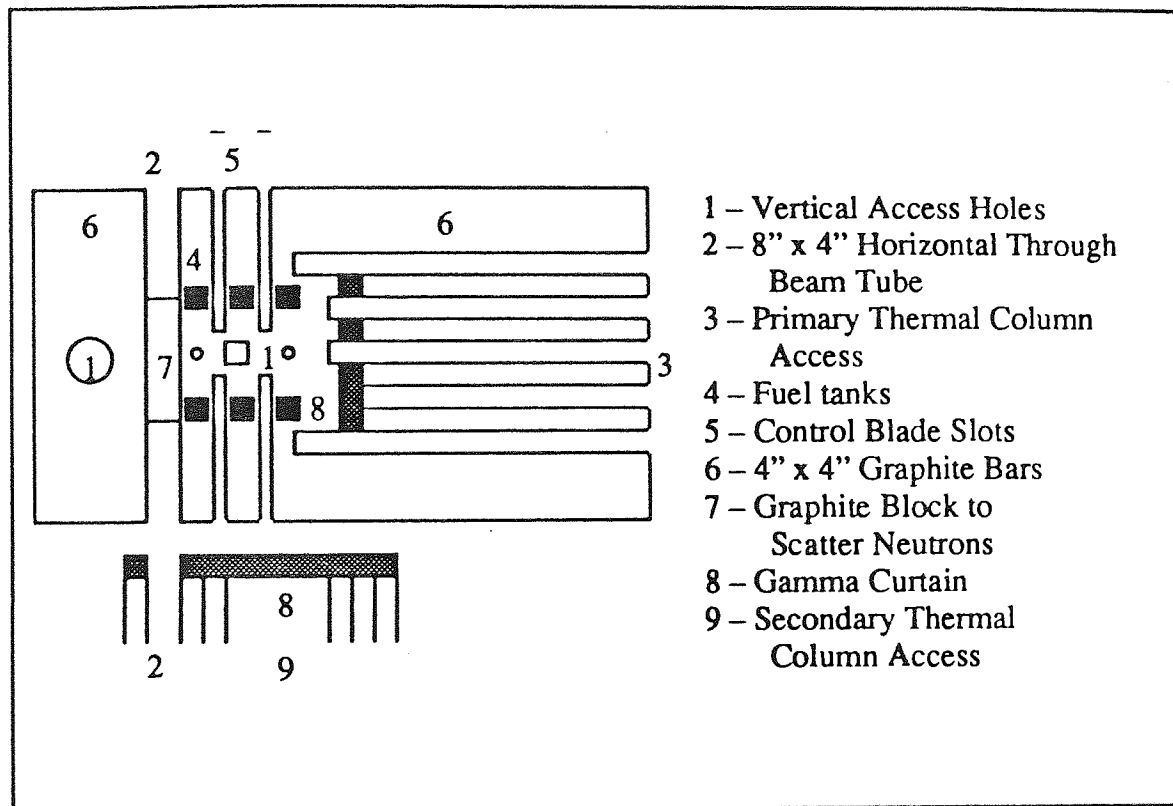 2
5
6
6
4
1 – Vertical Access Holes
2 – 8” x 4” Horizontal Through
Beam Tube
3 – Primary Thermal Column
Access
4 – Fuel tanks
5 – Control Blade Slots
6 – 4” x 4” Graphite Bars
7 – Graphite Block to
Scatter Neutrons
8 – Gamma Curtain
9 – Secondary Thermal
Column Access
1
7
1
3
8
8
2
9